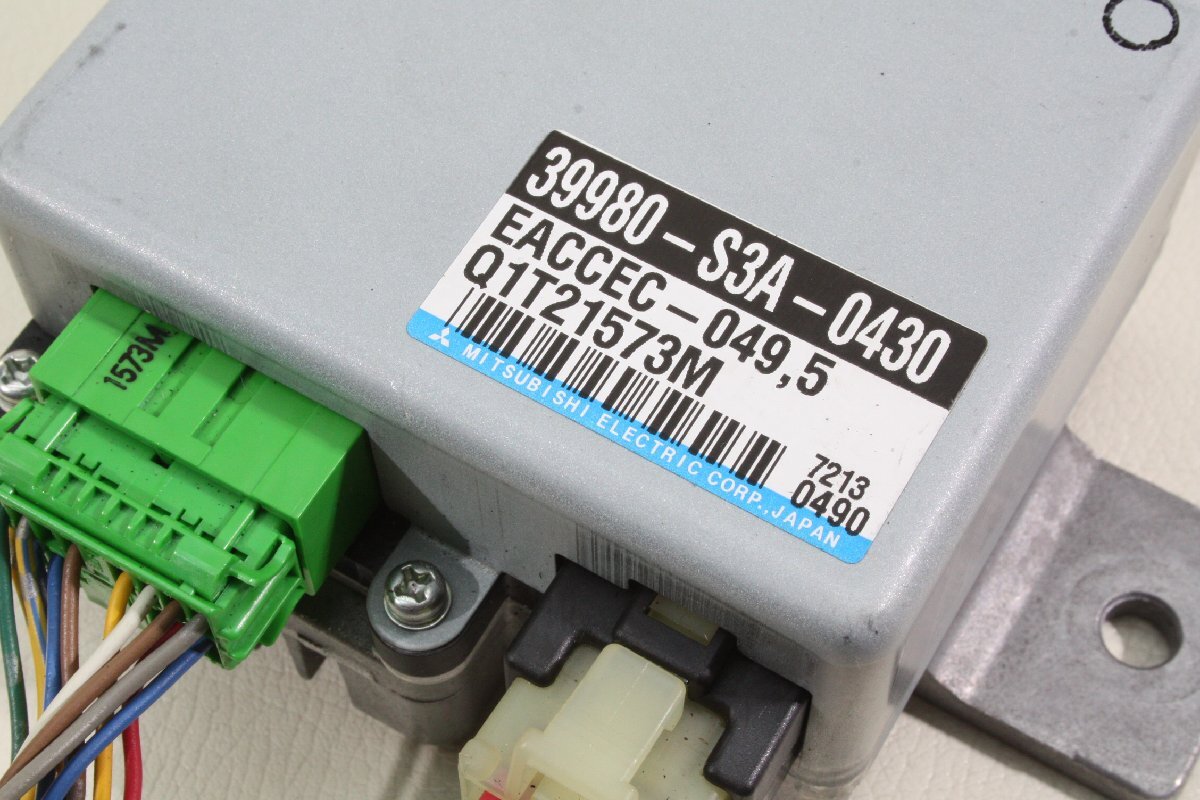 39980-S3A-0430
EACCEC-049,5
Q1T21573M
7213
0490
MITSUBISHI ELECTRIC CORP.,JAPAN
1573M